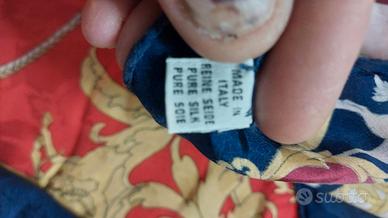 MADE IN
ITALY
REINE SEIDE
PURE SILK
PURE SOIE
subito